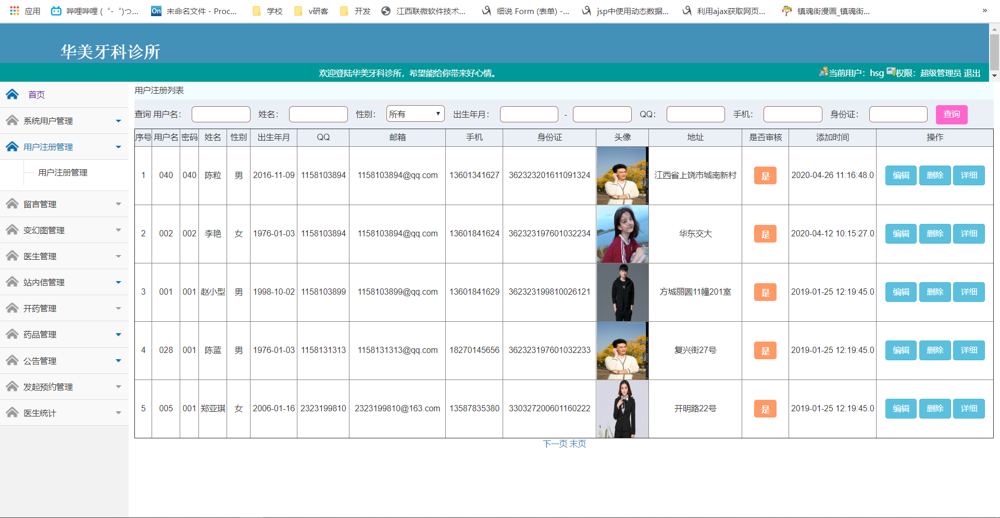 应用 哔哩哔哩 (゜-゜)つ... On 未命名文件 - Proc... 学校 v研客 开发 江西联微软件技术... 细说 Form (表单) -... jsp中使用动态数据... 利用ajax获取网页... 镇魂街漫画_镇魂街... »
华美牙科诊所
欢迎登陆华美牙科诊所，希望能给你带来好心情。 当前用户：hsg 权限：超级管理员 退出
首页
系统用户管理
用户注册管理
用户注册管理
留言管理
变幻图管理
医生管理
站内信管理
开药管理
药品管理
公告管理
发起预约管理
医生统计
用户注册列表
查询 用户名： 姓名： 性别： 所有 出生年月： - QQ： 手机： 身份证： 查询
序号 用户名 密码 姓名 性别 出生年月 QQ 邮箱 手机 身份证 头像 地址 是否审核 添加时间 操作
1 040 040 陈粒 男 2016-11-09 1158103894 1158103894@qq.com 13601341627 362323201611091324 江西省上饶市城南新村 是 2020-04-26 11:16:48.0 编辑 删除 详细
2 002 002 李艳 女 1976-01-03 1158103894 1158103894@qq.com 13601841624 362323197601032234 华东交大 是 2020-04-12 10:15:27.0 编辑 删除 详细
3 001 001 赵小型 男 1998-10-02 1158103899 1158103899@qq.com 13601841629 362323199810026121 方城丽圆11幢201室 是 2019-01-25 12:19:45.0 编辑 删除 详细
4 028 001 陈蓝 男 1976-01-03 1158131313 1158131313@qq.com 18270145656 362323197601032233 复兴街27号 是 2019-01-25 12:19:45.0 编辑 删除 详细
5 005 001 郑亚琪 女 2006-01-16 2323199810 2323199810@163.com 13587835380 330327200601160222 开明路22号 是 2019-01-25 12:19:45.0 编辑 删除 详细
下一页 末页